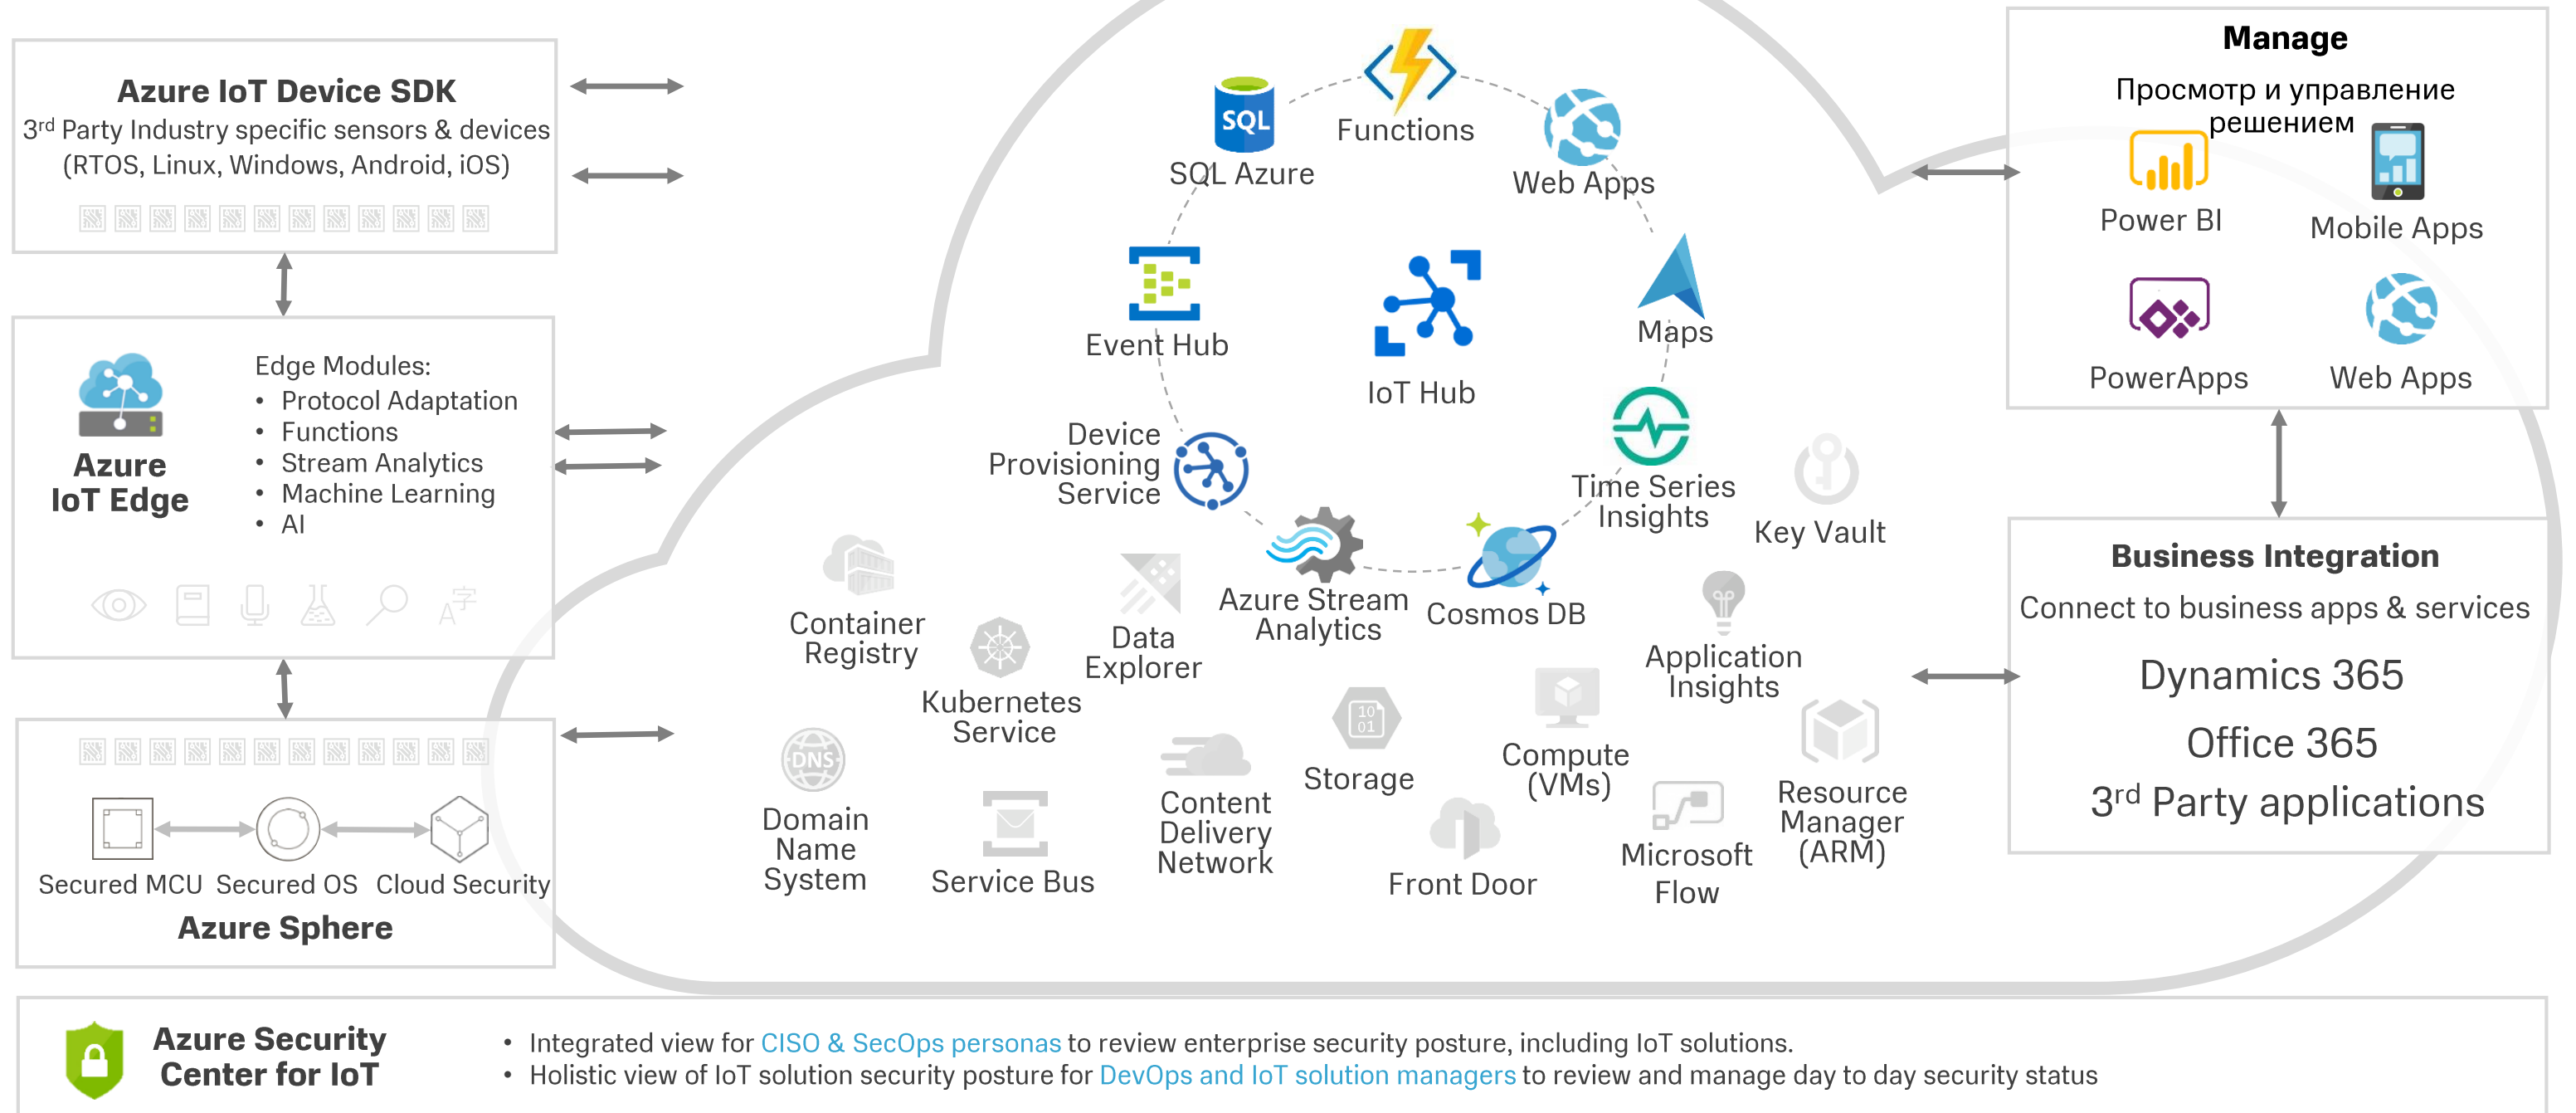 Azure IoT Device SDK
3rd Party Industry specific sensors & devices
(RTOS, Linux, Windows, Android, iOS)
Azure
IoT Edge
Edge Modules:
• Protocol Adaptation
• Functions
• Stream Analytics
• Machine Learning
• AI
A字
Secured MCU
Secured OS
Cloud Security
Azure Sphere
SQL
SQL Azure
Functions
Web Apps
Event Hub
IoT Hub
Maps
Device
Provisioning
Service
Time Series
Insights
Key Vault
Azure Stream
Analytics
Cosmos DB
Container
Registry
Kubernetes
Service
Data
Explorer
Application
Insights
DNS
Domain
Name
System
Service Bus
Content
Delivery
Network
10
01
Storage
Compute
(VMs)
Front Door
Microsoft
Flow
Resource
Manager
(ARM)
Manage
Просмотр и управление
решением
Power BI
Mobile Apps
PowerApps
Web Apps
Business Integration
Connect to business apps & services
Dynamics 365
Office 365
3rd Party applications
Azure Security
Center for IoT
• Integrated view for CISO & SecOps personas to review enterprise security posture, including IoT solutions.
• Holistic view of IoT solution security posture for DevOps and IoT solution managers to review and manage day to day security status